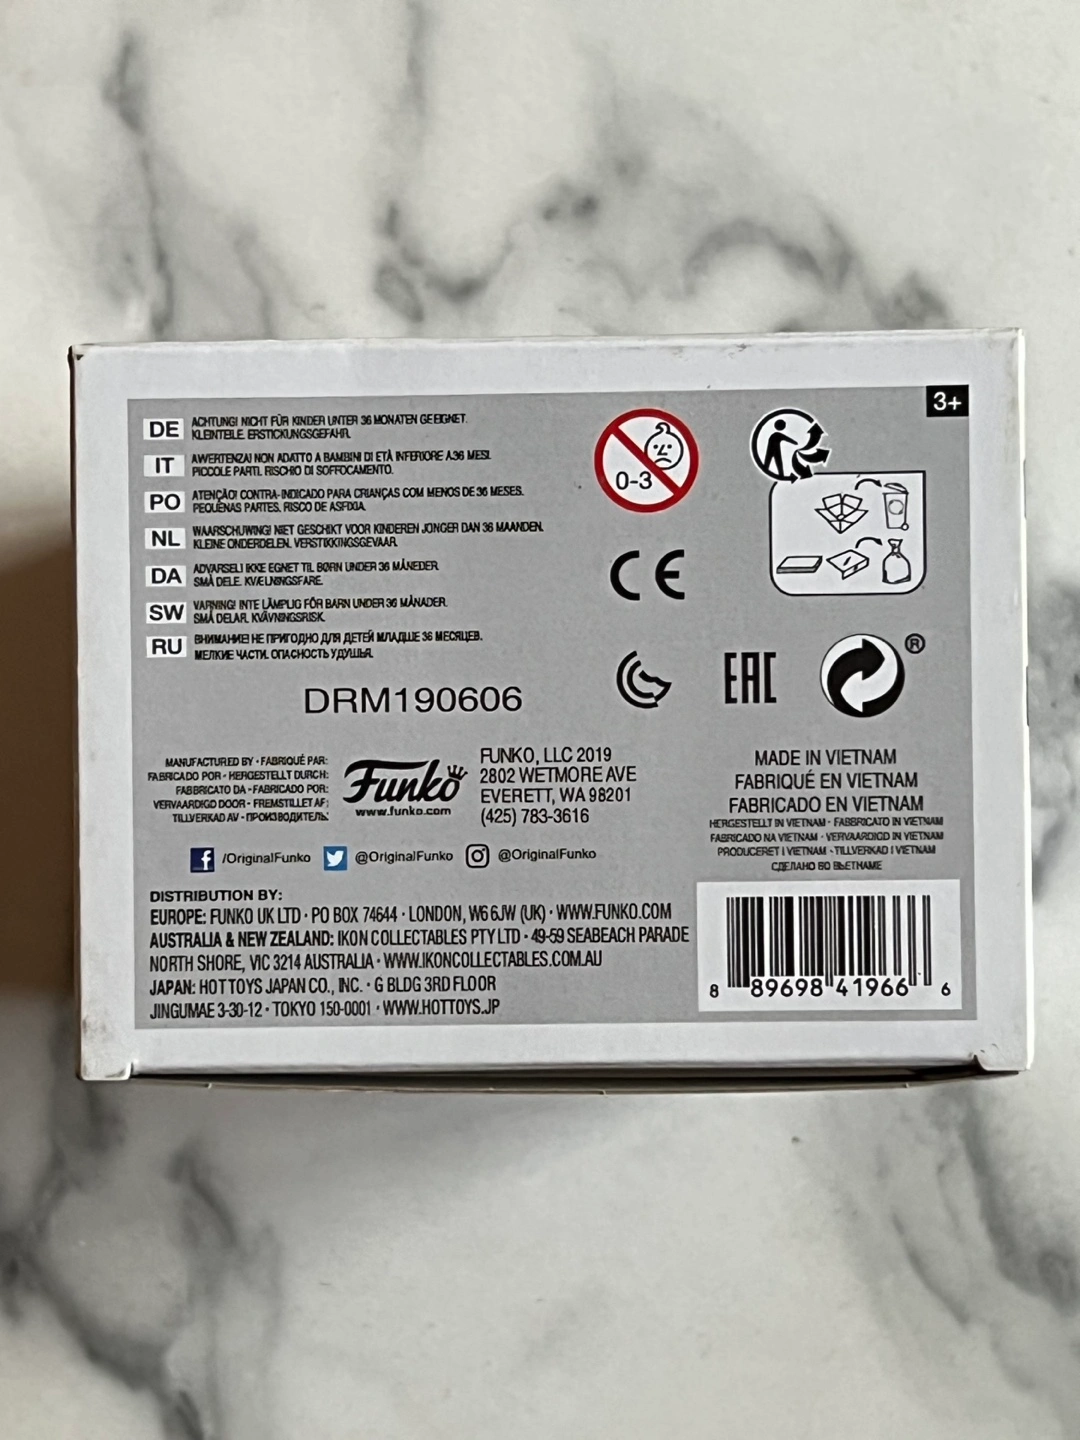 3+
DE ACHTUNG! NICHT FÜR KINDER UNTER 36 MONATEN GEEIGNET.
KLEINTEILE. ERSTICKUNGSGEFAHR.
IT AVVERTENZA! NON ADATTO A BAMBINI DI ETÀ INFERIORE A 36 MESI.
PICCOLE PARTI. RISCHIO DI SOFFOCAMENTO.
PO ATENÇÃO! CONTRA-INDICADO PARA CRIANÇAS COM MENOS DE 36 MESES.
PEQUENAS PARTES. RISCO DE ASFIXIA.
NL WAARSCHUWING! NIET GESCHIKT VOOR KINDEREN JONGER DAN 36 MAANDEN.
KLEINE ONDERDELEN. VERSTIKKINGSGEVAAR.
DA ADVARSEL! IKKE EGNET TIL BØRN UNDER 36 MÅNEDER.
SMÅ DELE. KVÆLNINGSFARE.
SW VARNING! INTE LÄMPLIG FÖR BARN UNDER 36 MÅNADER.
SMÅ DELAR. KVÄVNINGSRISK.
RU ВНИМАНИЕ! НЕ ПРИГОДНО ДЛЯ ДЕТЕЙ МЛАДШЕ 36 МЕСЯЦЕВ.
МЕЛКИЕ ЧАСТИ. ОПАСНОСТЬ УДУШЬЯ.
0-3
CE
EAC
®
DRM190606
MANUFACTURED BY • FABRIQUÉ PAR:
FABRICADO POR • HERGESTELLT DURCH:
FABBRICATO DA • FABRICADO POR:
VERVAARDIGD DOOR • FREMSTILLET AF:
TILLVERKAD AV • ПРОИЗВОДИТЕЛЬ:
Funko
www.funko.com
FUNKO, LLC 2019
2802 WETMORE AVE
EVERETT, WA 98201
(425) 783-3616
MADE IN VIETNAM
FABRIQUÉ EN VIETNAM
FABRICADO EN VIETNAM
HERGESTELLT IN VIETNAM • FABBRICATO IN VIETNAM
FABRICADO NA VIETNAM • VERVAARDIGD IN VIETNAM
PRODUCERET I VIETNAM • TILLVERKAD I VIETNAM
СДЕЛАНО ВО ВЬЕТНАМЕ
/OriginalFunko @OriginalFunko @OriginalFunko
DISTRIBUTION BY:
EUROPE: FUNKO UK LTD • PO BOX 74644 • LONDON, W6 6JW (UK) • WWW.FUNKO.COM
AUSTRALIA & NEW ZEALAND: IKON COLLECTABLES PTY LTD • 49-59 SEABEACH PARADE
NORTH SHORE, VIC 3214 AUSTRALIA • WWW.IKONCOLLECTABLES.COM.AU
JAPAN: HOT TOYS JAPAN CO., INC. • G BLDG 3RD FLOOR
JINGUMAE 3-30-12 • TOKYO 150-0001 • WWW.HOTTOYS.JP
8 89698 41966 6